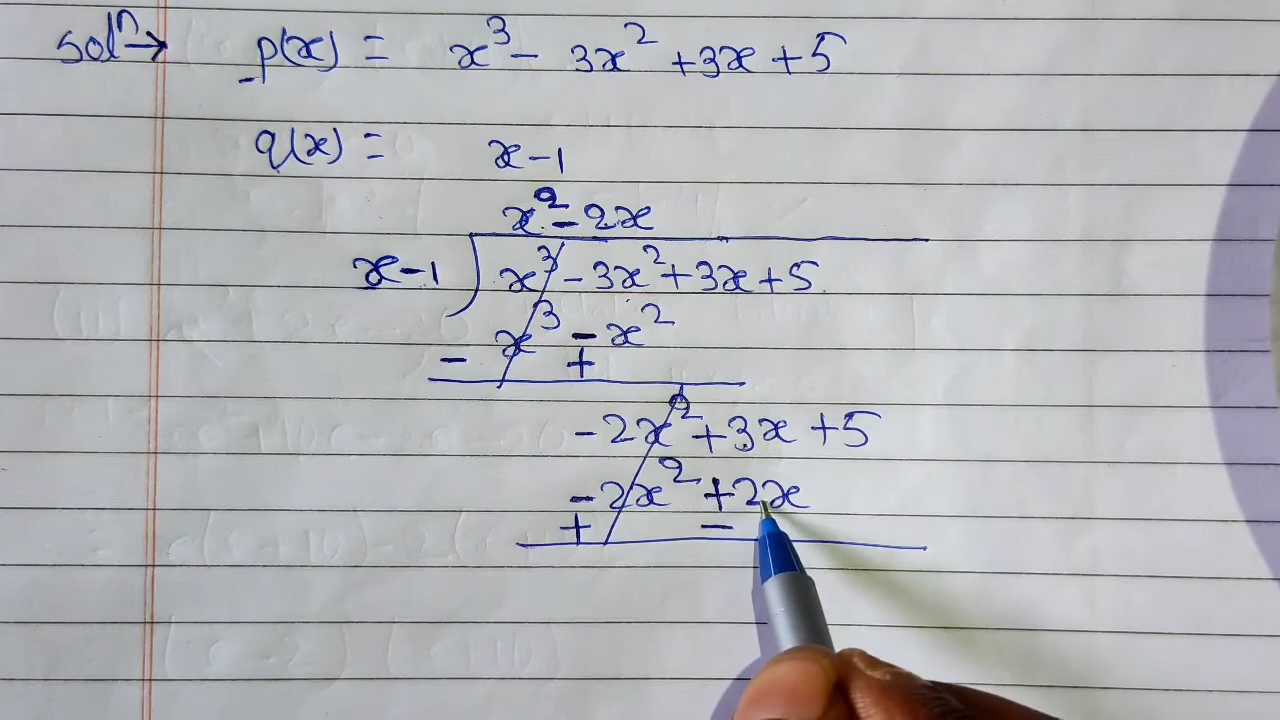 solⁿ→ p(x) = x³ - 3x² + 3x + 5
q(x) = x - 1
x² - 2x
x - 1 ) x³ - 3x² + 3x + 5
x³ - x²
- +
- 2x² + 3x + 5
- 2x² + 2x
+ -